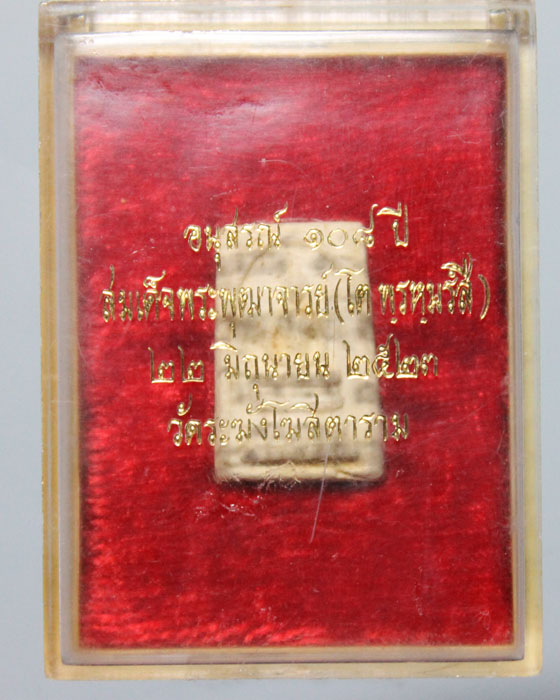 อนุสรณ์ ๑๐๘ ปี
สมเด็จพระพุฒาจารย์(โต พฺรหฺมรํสี)
๒๒ มิถุนายน ๒๕๒๓
วัดระฆังโฆสิตาราม